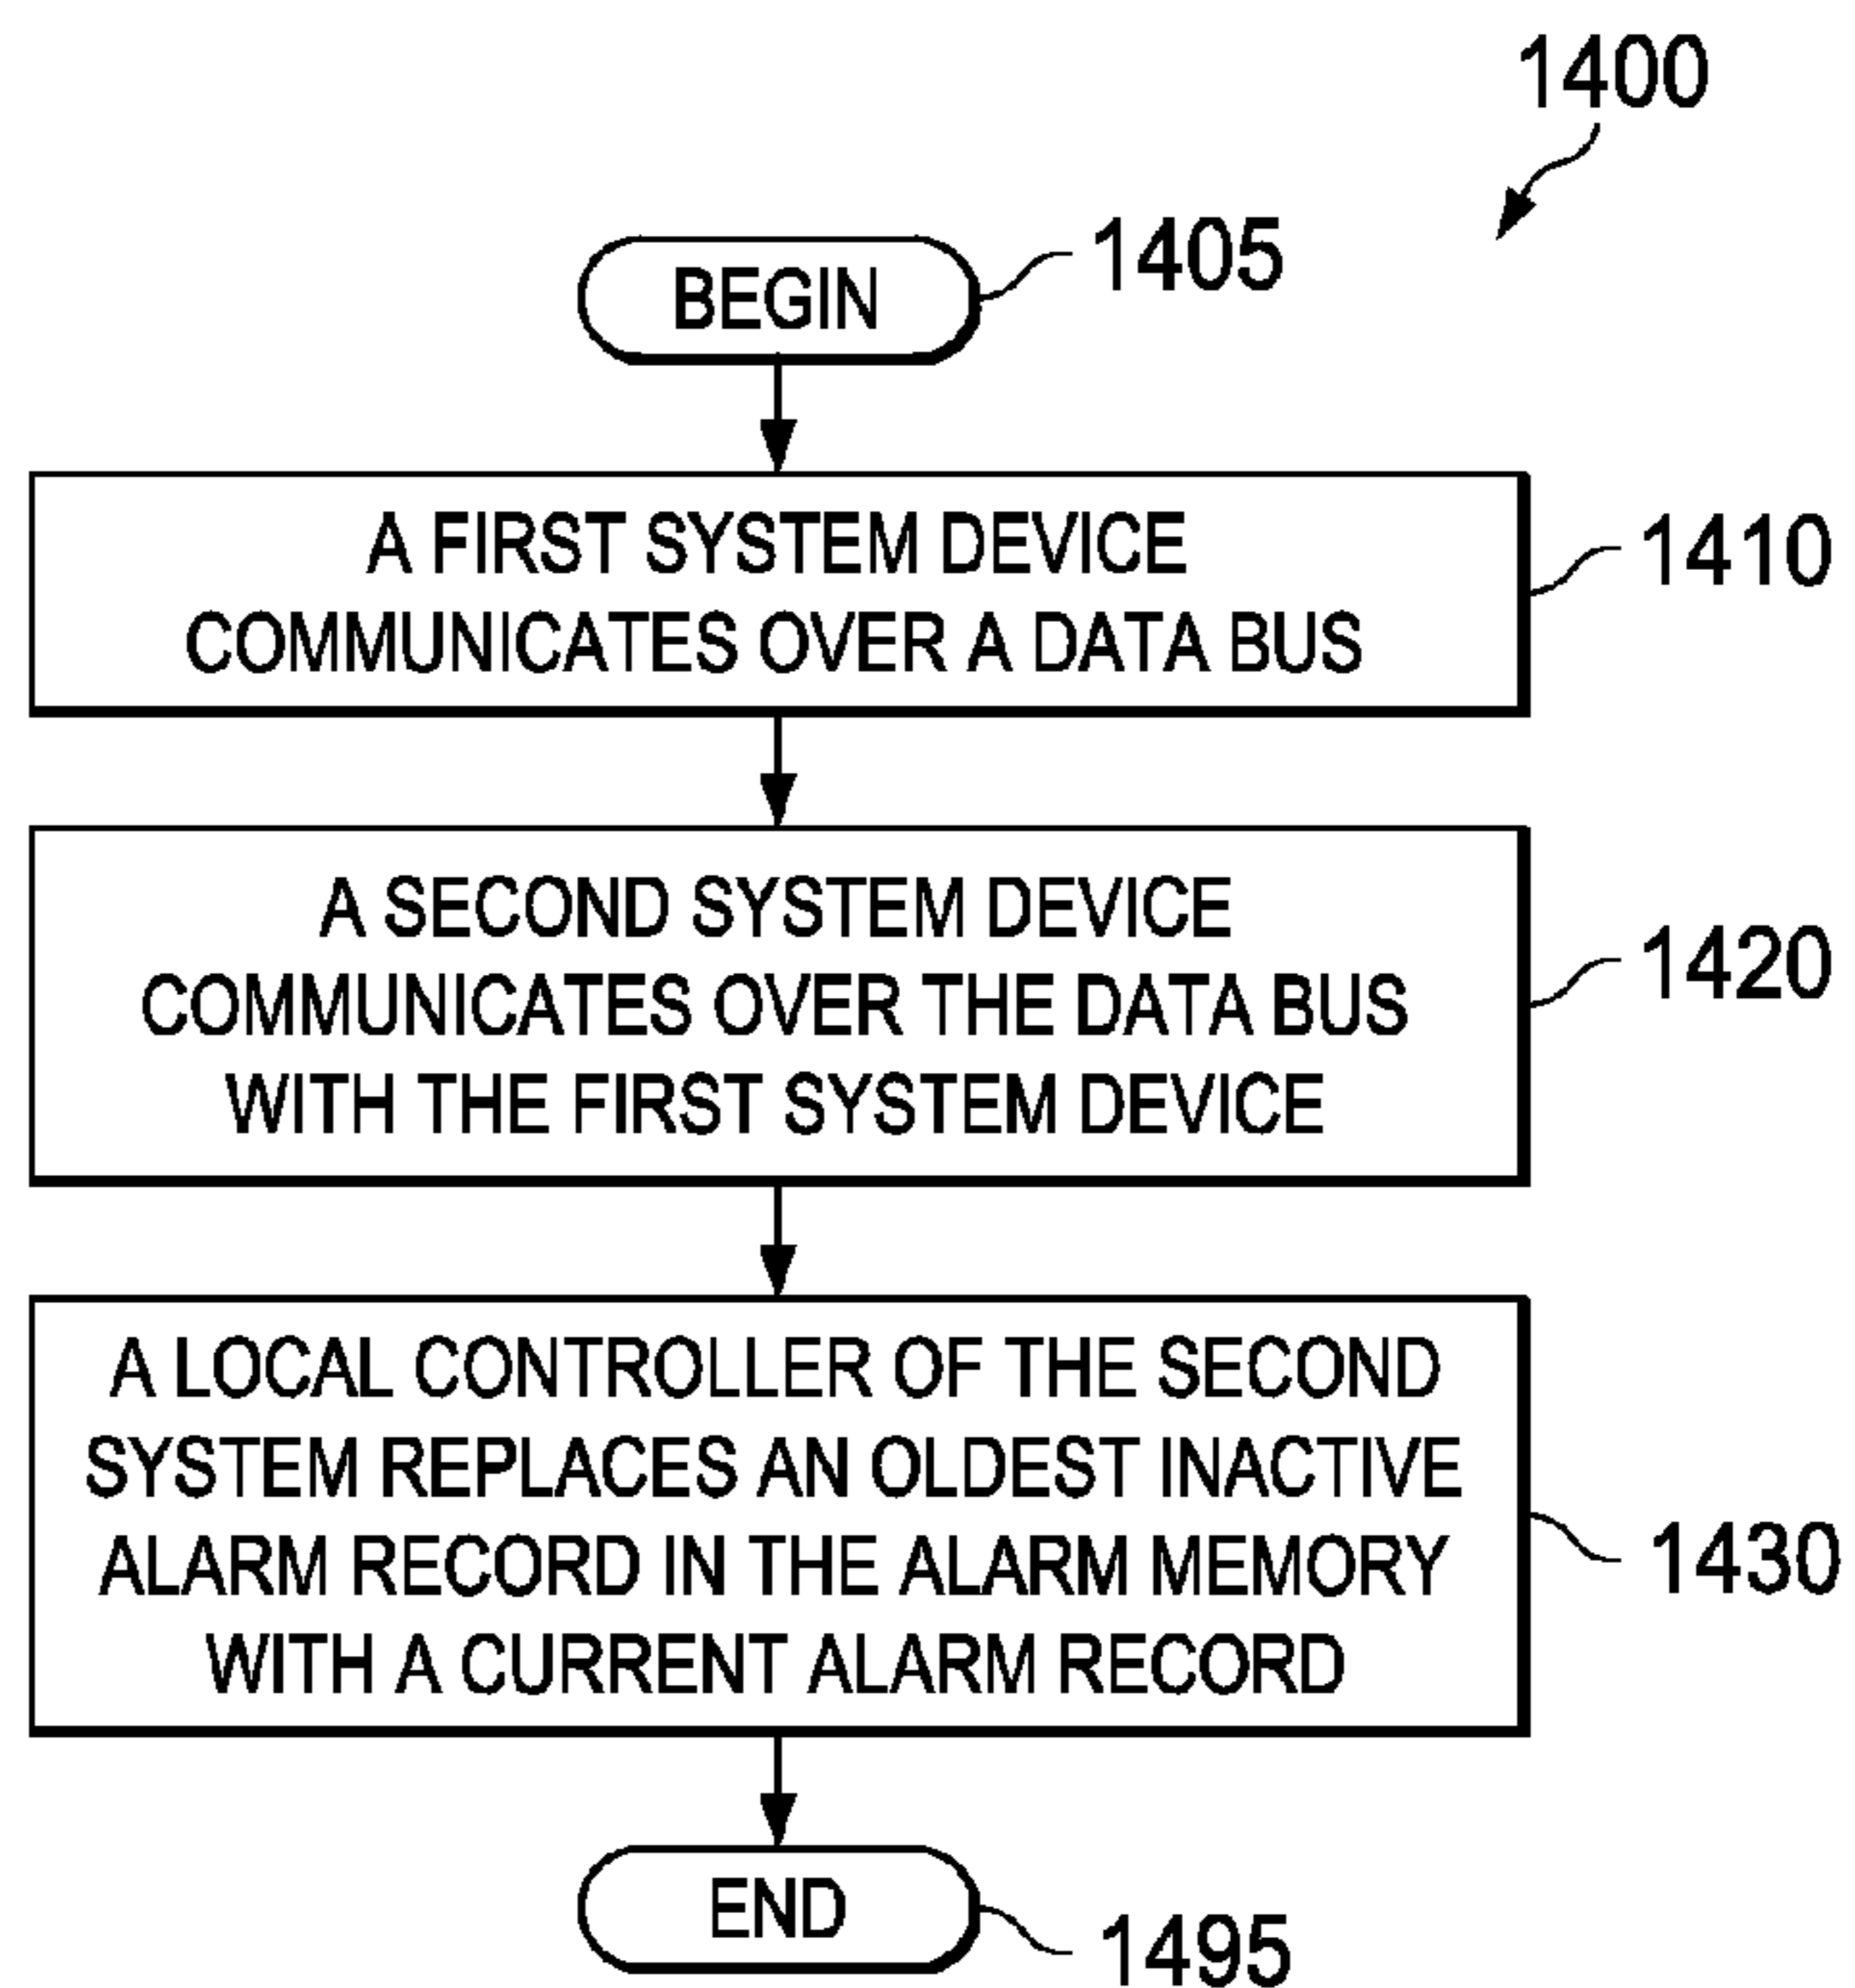 1400
BEGIN
1405
A FIRST SYSTEM DEVICE
COMMUNICATES OVER A DATA BUS
1410
A SECOND SYSTEM DEVICE
COMMUNICATES OVER THE DATA BUS
WITH THE FIRST SYSTEM DEVICE
1420
A LOCAL CONTROLLER OF THE SECOND
SYSTEM REPLACES AN OLDEST INACTIVE
ALARM RECORD IN THE ALARM MEMORY
WITH A CURRENT ALARM RECORD
1430
END
1495